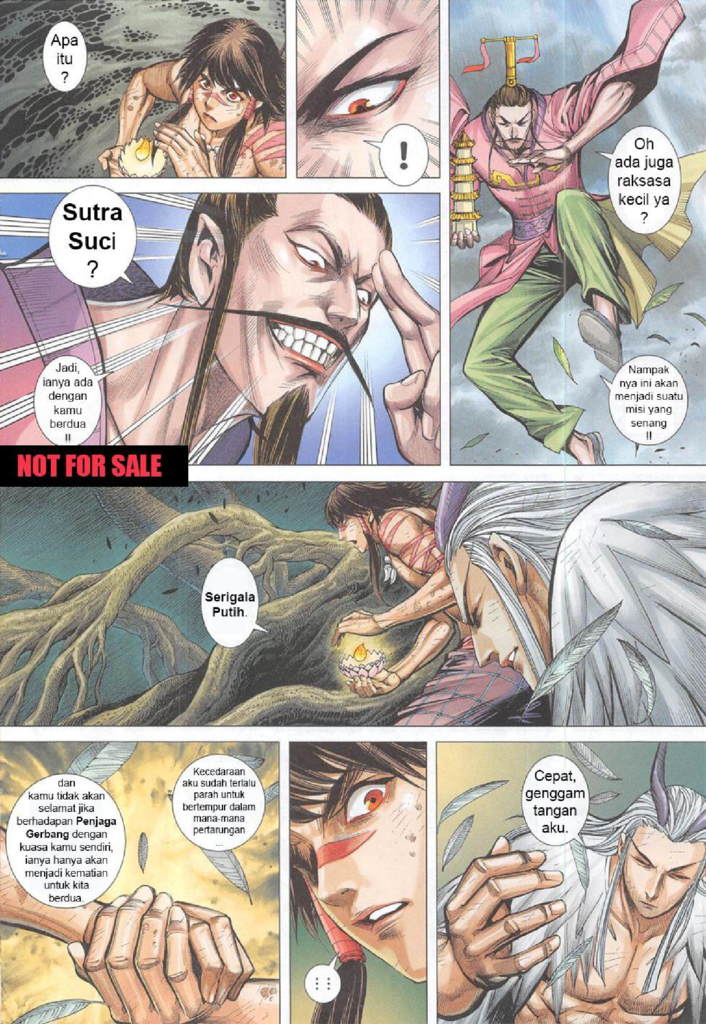 Apa
itu
?
!
Oh
ada juga
raksasa
kecil ya
?
Sutra
Suci
?
Jadi,
ianya ada
dengan
kamu
berdua
!!
Nampak
nya ini akan
menjadi suatu
misi yang
senang
!!
NOT FOR SALE
Serigala
Putih.
Kecedaraan
aku sudah terlalu
parah untuk
bertempur dalam
mana-mana
pertarungan
...
dan
kamu tidak akan
selamat jika
berhadapan Penjaga
Gerbang dengan
kuasa kamu sendiri,
ianya hanya akan
menjadi kematian
untuk kita
berdua.
...
Cepat,
genggam
tangan
aku.